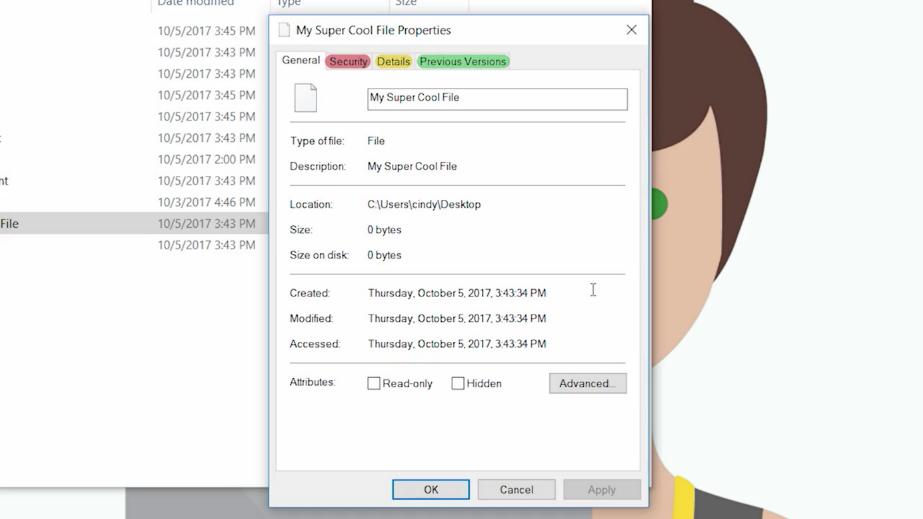 Date modified Type Size
10/5/2017 3:45 PM
10/5/2017 3:43 PM
10/5/2017 3:43 PM
10/5/2017 3:45 PM
10/5/2017 3:45 PM
10/5/2017 3:43 PM
10/5/2017 2:00 PM
nt 10/5/2017 3:43 PM
10/3/2017 4:46 PM
File 10/5/2017 3:43 PM
10/5/2017 3:43 PM
My Super Cool File Properties
General Security Details Previous Versions
My Super Cool File
Type of file: File
Description: My Super Cool File
Location: C:\Users\cindy\Desktop
Size: 0 bytes
Size on disk: 0 bytes
Created: Thursday, October 5, 2017, 3:43:34 PM
Modified: Thursday, October 5, 2017, 3:43:34 PM
Accessed: Thursday, October 5, 2017, 3:43:34 PM
Attributes: Read-only Hidden Advanced...
OK Cancel Apply